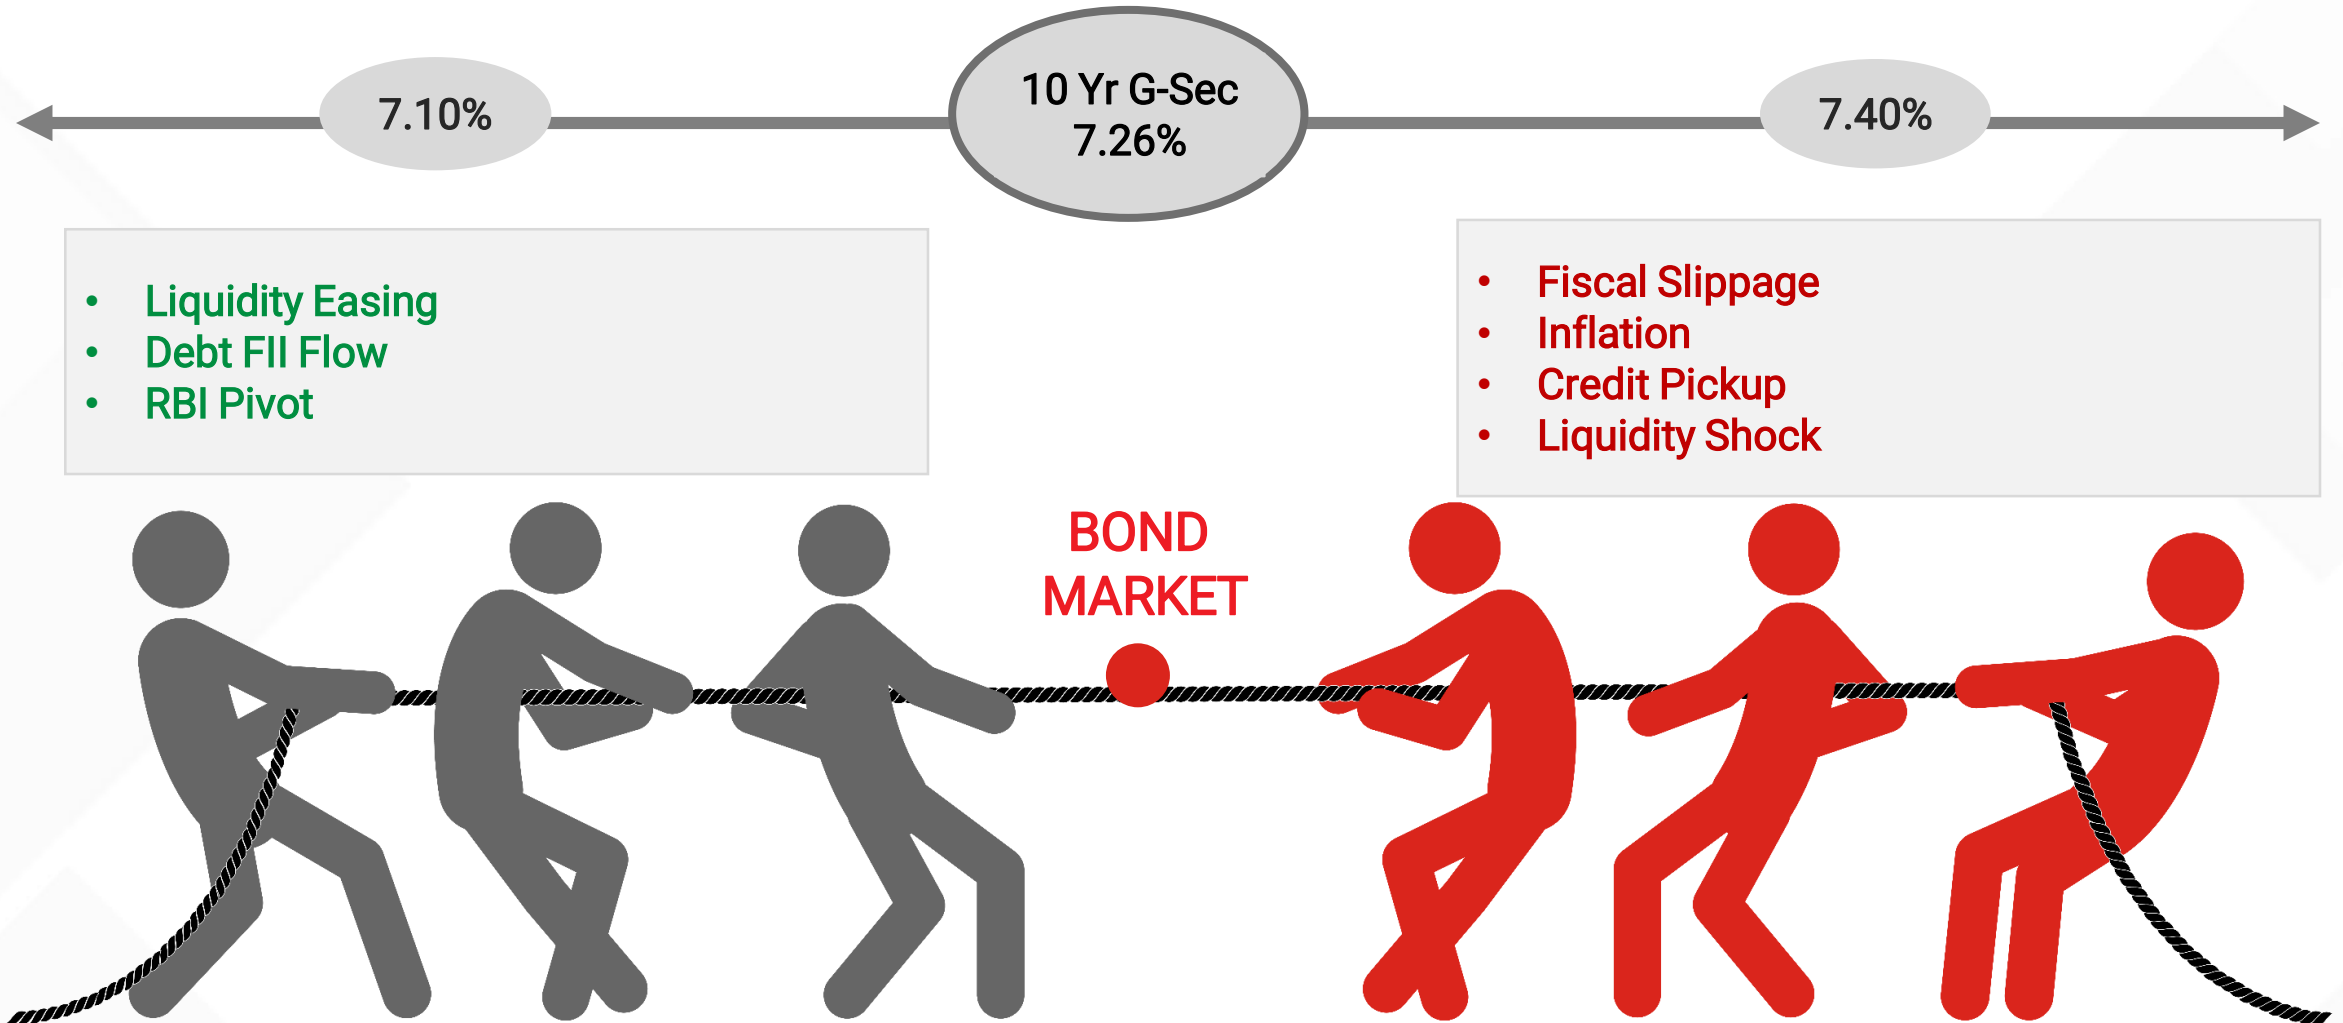 7.10%
10 Yr G-Sec
7.26%
7.40%
• Liquidity Easing
• Debt FII Flow
• RBI Pivot
• Fiscal Slippage
• Inflation
• Credit Pickup
• Liquidity Shock
BOND
MARKET